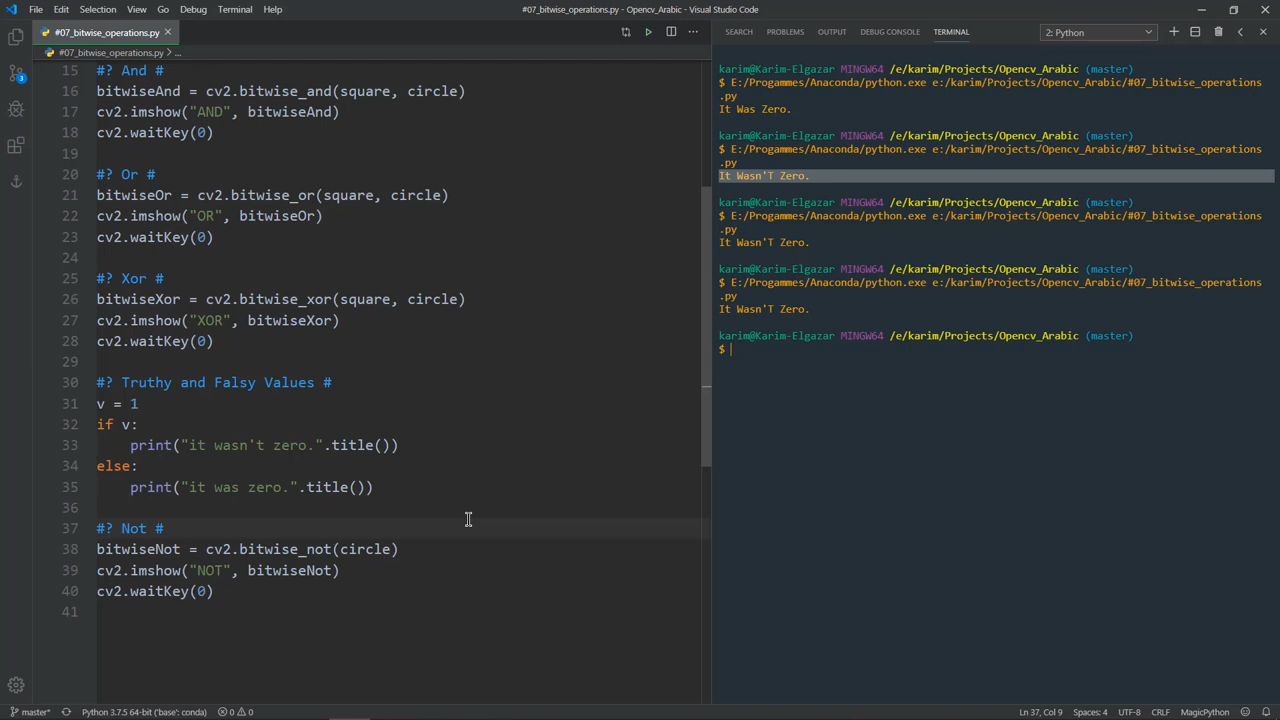 File Edit Selection View Go Debug Terminal Help
#07_bitwise_operations.py - Opencv_Arabic - Visual Studio Code
#07_bitwise_operations.py
#07_bitwise_operations.py > ...
15 #? And #
16 bitwiseAnd = cv2.bitwise_and(square, circle)
17 cv2.imshow("AND", bitwiseAnd)
18 cv2.waitKey(0)
19
20 #? Or #
21 bitwiseOr = cv2.bitwise_or(square, circle)
22 cv2.imshow("OR", bitwiseOr)
23 cv2.waitKey(0)
24
25 #? Xor #
26 bitwiseXor = cv2.bitwise_xor(square, circle)
27 cv2.imshow("XOR", bitwiseXor)
28 cv2.waitKey(0)
29
30 #? Truthy and Falsy Values #
31 v = 1
32 if v:
33 print("it wasn't zero.".title())
34 else:
35 print("it was zero.".title())
36
37 #? Not #
38 bitwiseNot = cv2.bitwise_not(circle)
39 cv2.imshow("NOT", bitwiseNot)
40 cv2.waitKey(0)
41
SEARCH PROBLEMS OUTPUT DEBUG CONSOLE TERMINAL 2: Python
karim@Karim-Elgazar MINGW64 /e/karim/Projects/Opencv_Arabic (master)
$ E:/Progammes/Anaconda/python.exe e:/karim/Projects/Opencv_Arabic/#07_bitwise_operations
.py
It Was Zero.
karim@Karim-Elgazar MINGW64 /e/karim/Projects/Opencv_Arabic (master)
$ E:/Progammes/Anaconda/python.exe e:/karim/Projects/Opencv_Arabic/#07_bitwise_operations
.py
It Wasn'T Zero.
karim@Karim-Elgazar MINGW64 /e/karim/Projects/Opencv_Arabic (master)
$ E:/Progammes/Anaconda/python.exe e:/karim/Projects/Opencv_Arabic/#07_bitwise_operations
.py
It Wasn'T Zero.
karim@Karim-Elgazar MINGW64 /e/karim/Projects/Opencv_Arabic (master)
$ E:/Progammes/Anaconda/python.exe e:/karim/Projects/Opencv_Arabic/#07_bitwise_operations
.py
It Wasn'T Zero.
karim@Karim-Elgazar MINGW64 /e/karim/Projects/Opencv_Arabic (master)
$
3
master* Python 3.7.5 64-bit ('base': conda) 0 0 Ln 37, Col 9 Spaces: 4 UTF-8 CRLF MagicPython